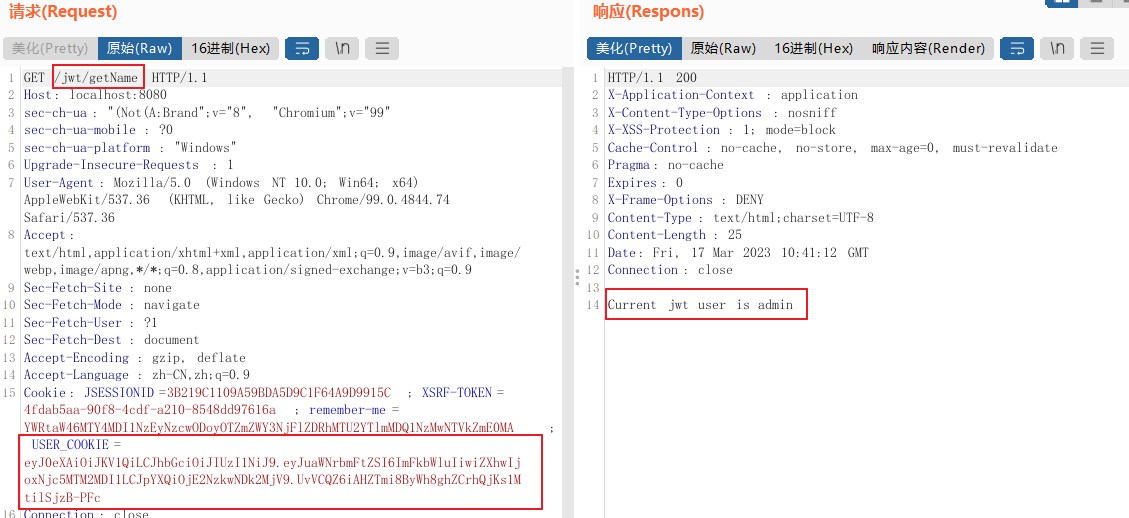 请求(Request)
美化(Pretty) 原始(Raw) 16进制(Hex) \n
1 GET /jwt/getName HTTP/1.1
2 Host: localhost:8080
3 sec-ch-ua : "(Not(A:Brand";v="8", "Chromium";v="99"
4 sec-ch-ua-mobile : ?0
5 sec-ch-ua-platform : "Windows"
6 Upgrade-Insecure-Requests : 1
7 User-Agent : Mozilla/5.0 (Windows NT 10.0; Win64; x64)
AppleWebKit/537.36 (KHTML, like Gecko) Chrome/99.0.4844.74
Safari/537.36
8 Accept :
text/html,application/xhtml+xml,application/xml;q=0.9,image/avif,image/
webp,image/apng,*/*;q=0.8,application/signed-exchange;v=b3;q=0.9
9 Sec-Fetch-Site : none
10 Sec-Fetch-Mode : navigate
11 Sec-Fetch-User : ?1
12 Sec-Fetch-Dest : document
13 Accept-Encoding : gzip, deflate
14 Accept-Language : zh-CN,zh;q=0.9
15 Cookie: JSESSIONID =3B219C1109A59BDA5D9C1F64A9D9915C ; XSRF-TOKEN =
4fdab5aa-90f8-4cdf-a210-8548dd97616a ; remember-me =
YWRtaW46MTY4MDI1NzEyNzcwODoyOTZmZWY3NjFlZDRhMTU2YTlmMDQ1NzMwNTVkZmE0MA ;
USER_COOKIE =
eyJ0eXAiOiJKV1QiLCJhbGciOiJIUzI1NiJ9.eyJuaWNrbmFtZSI6ImFkbWluIiwiZXhwIj
oxNjc5MTM2MDI1LCJpYXQiOjE2NzkwNDk2MjV9.UvVCQZ6iAHZTmi8ByWh8ghZCrhQjKs1M
tilSjzB-PFc
16 Connection : close
响应(Respons)
美化(Pretty) 原始(Raw) 16进制(Hex) 响应内容(Render) \n
1 HTTP/1.1 200
2 X-Application-Context : application
3 X-Content-Type-Options : nosniff
4 X-XSS-Protection : 1; mode=block
5 Cache-Control : no-cache, no-store, max-age=0, must-revalidate
6 Pragma: no-cache
7 Expires: 0
8 X-Frame-Options : DENY
9 Content-Type : text/html;charset=UTF-8
10 Content-Length : 25
11 Date: Fri, 17 Mar 2023 10:41:12 GMT
12 Connection : close
13
14 Current jwt user is admin